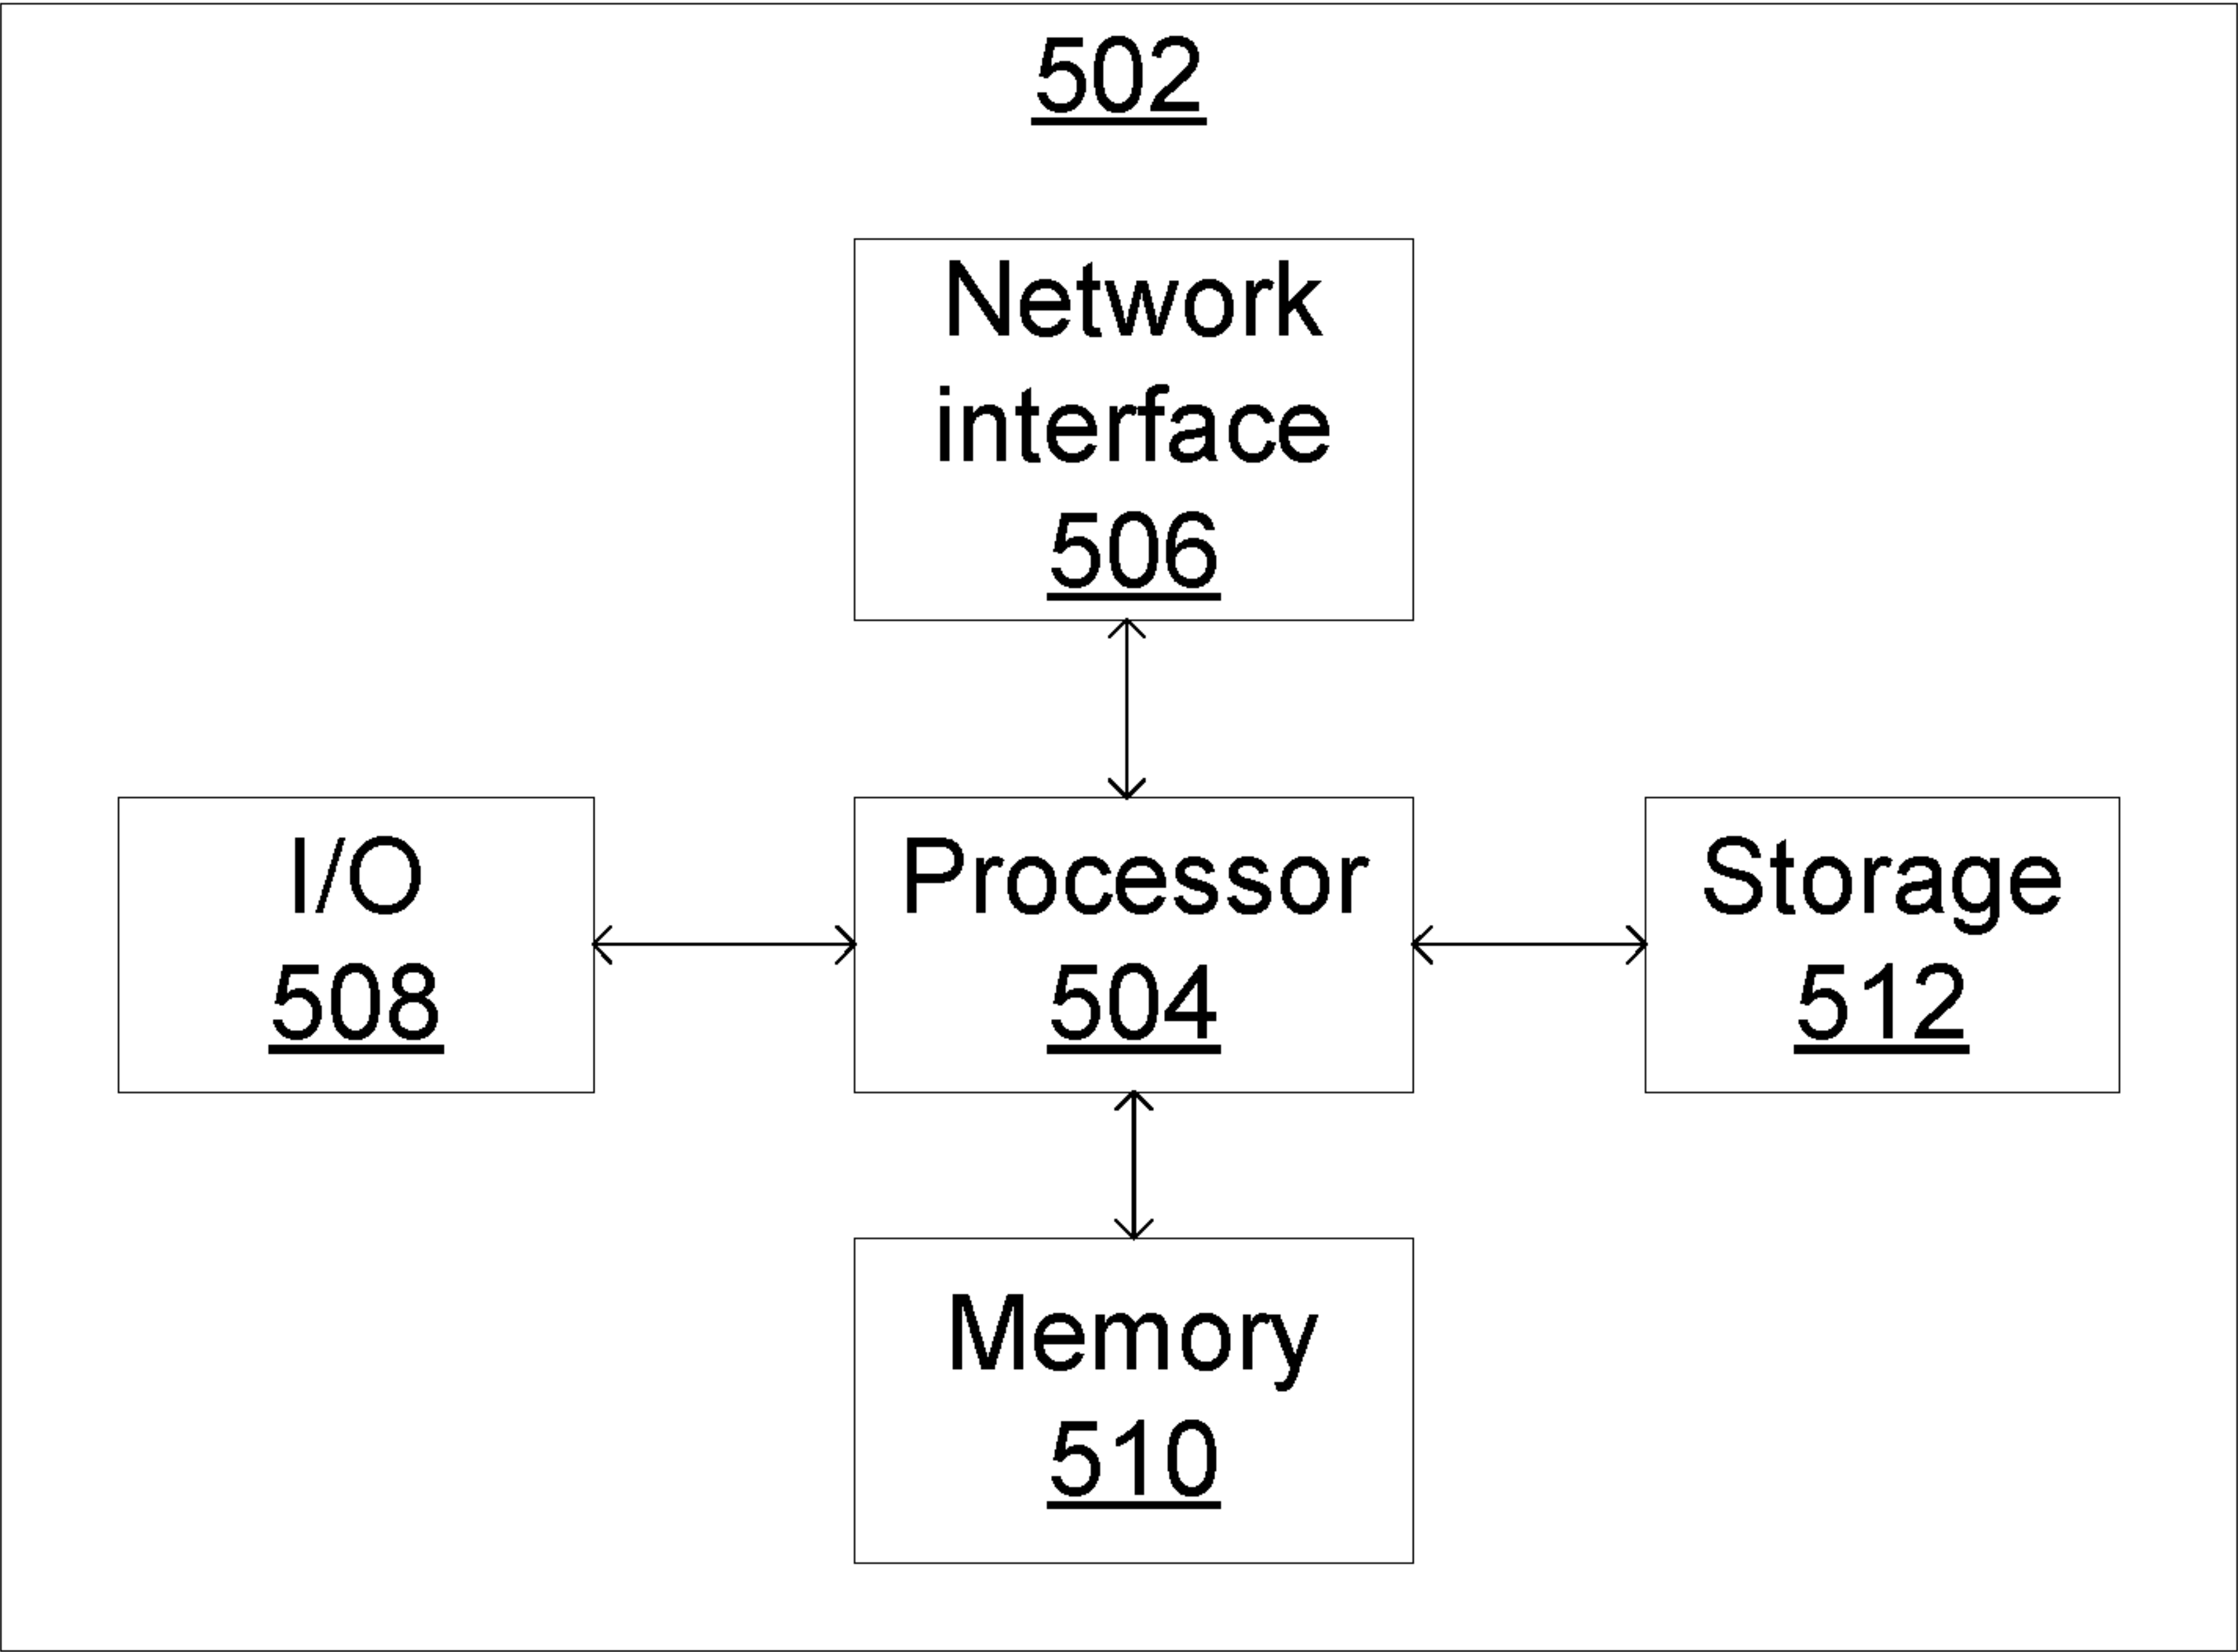 502
Network
interface
506
I/O
508
Processor
504
Storage
512
Memory
510